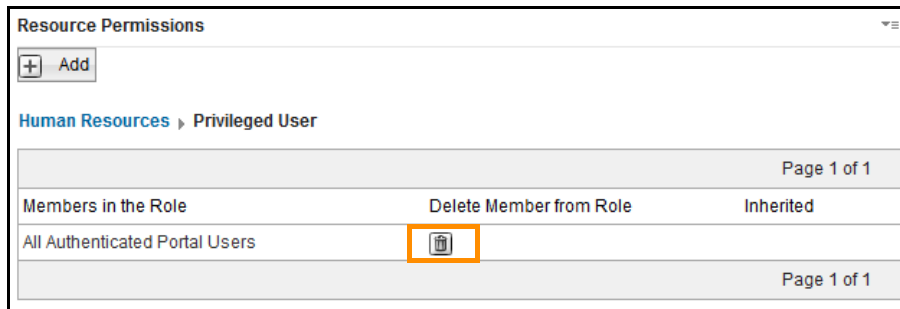 Resource Permissions
Add
Human Resources Privileged User
Page 1 of 1
Members in the Role Delete Member from Role Inherited
All Authenticated Portal Users
Page 1 of 1